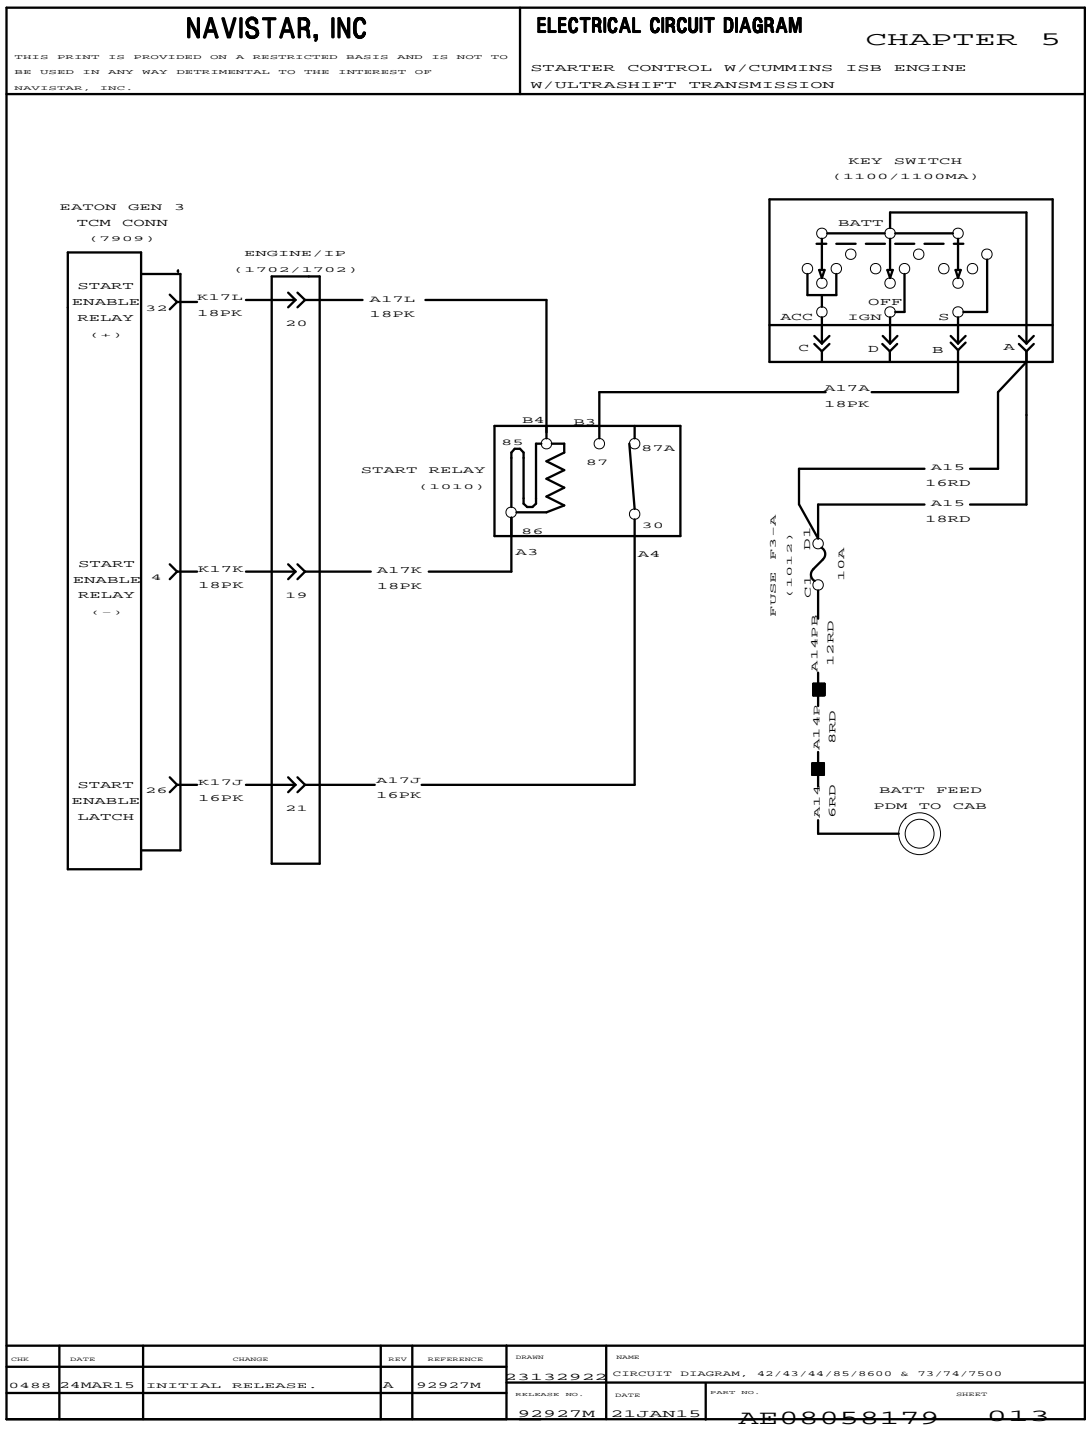 NAVISTAR, INC
THIS PRINT IS PROVIDED ON A RESTRICTED BASIS AND IS NOT TO
BE USED IN ANY WAY DETRIMENTAL TO THE INTEREST OF
NAVISTAR, INC.
ELECTRICAL CIRCUIT DIAGRAM
CHAPTER 5
STARTER CONTROL W/CUMMINS ISB ENGINE
W/ULTRASHIFT TRANSMISSION
KEY SWITCH
(1100/1100MA)
BATT
OFF
ACC
IGN
S
C
D
B
A
EATON GEN 3
TCM CONN
(7909)
ENGINE/IP
(1702/1702)
START
ENABLE
RELAY
(+)
32
K17L
18PK
20
A17L
18PK
A17A
18PK
B4
B3
85
87
87A
START RELAY
(1010)
86
30
A3
A4
A15
16RD
A15
18RD
FUSE F3-A
(1012)
D1
C1
10A
START
ENABLE
RELAY
(-)
4
K17K
18PK
19
A17K
18PK
A14PB
12RD
A14P
8RD
A14
6RD
START
ENABLE
LATCH
26
K17J
16PK
21
A17J
16PK
BATT FEED
PDM TO CAB
CHK
DATE
CHANGE
REV
REFERENCE
DRAWN
NAME
0488
24MAR15
INITIAL RELEASE.
A
92927M
23132922
CIRCUIT DIAGRAM, 42/43/44/85/8600 & 73/74/7500
RELEASE NO.
DATE
PART NO.
SHEET
92927M
21JAN15
AE08058179
013